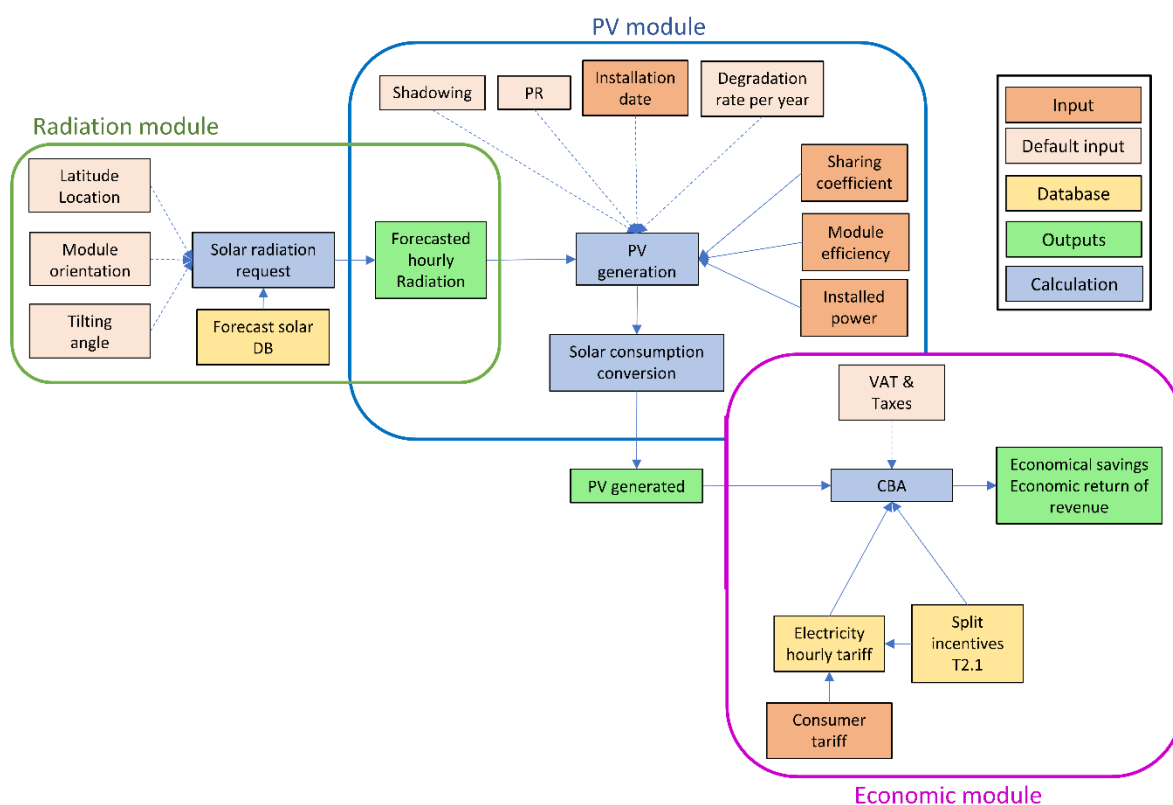 PV module
Radiation module
Shadowing
PR
Installation
date
Degradation
rate per year
Input
Default input
Database
Outputs
Calculation
Latitude
Location
Module
orientation
Tilting
angle
Solar radiation
request
Forecast solar
DB
Forecasted
hourly
Radiation
PV
generation
Sharing
coefficient
Module
efficiency
Installed
power
Solar consumption
conversion
PV generated
VAT &
Taxes
CBA
Economical savings
Economic return of
revenue
Electricity
hourly tariff
Split
incentives
T2.1
Consumer
tariff
Economic module